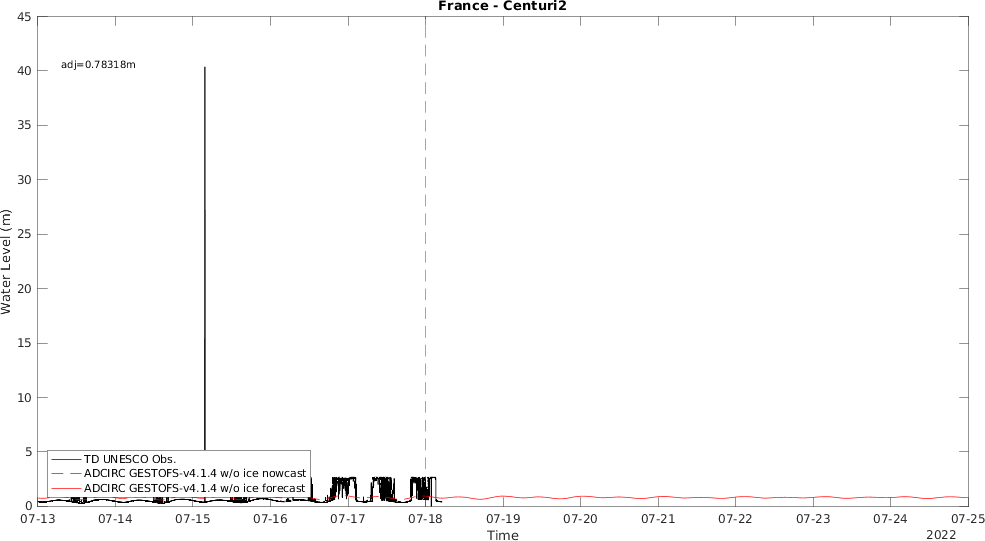 France - Centuri2
adj=0.78318m
45
40
35
30
25
20
15
10
5
0
Water Level (m)
TD UNESCO Obs.
ADCIRC GESTOFS-v4.1.4 w/o ice nowcast
ADCIRC GESTOFS-v4.1.4 w/o ice forecast
07-13 07-14 07-15 07-16 07-17 07-18 07-19 07-20 07-21 07-22 07-23 07-24 07-25
Time
2022